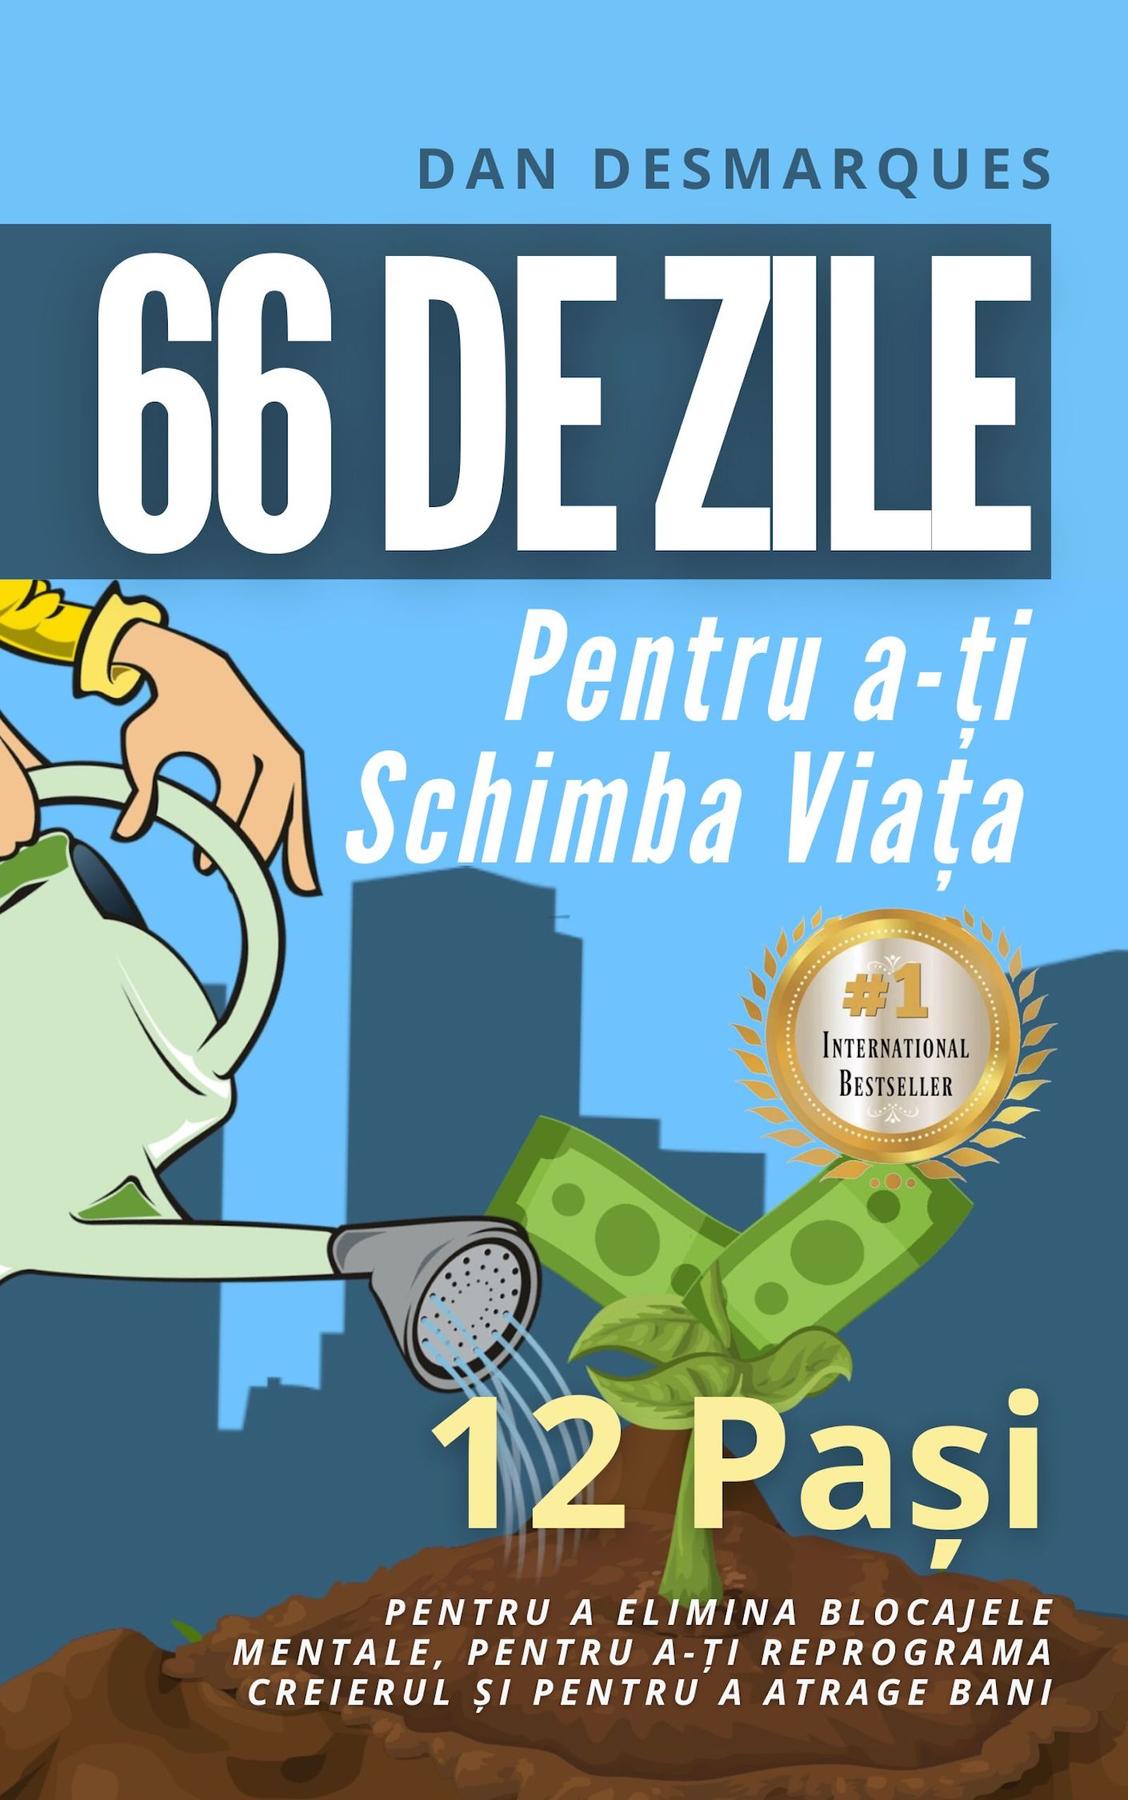 DAN DESMARQUES
66 DE ZILE
Pentru a-ți
Schimba Viața
#1
INTERNATIONAL
BESTSELLER
12 Pași
PENTRU A ELIMINA BLOCAJELE
MENTALE, PENTRU A-ȚI REPROGRAMA
CREIERUL ȘI PENTRU A ATRAGE BANI